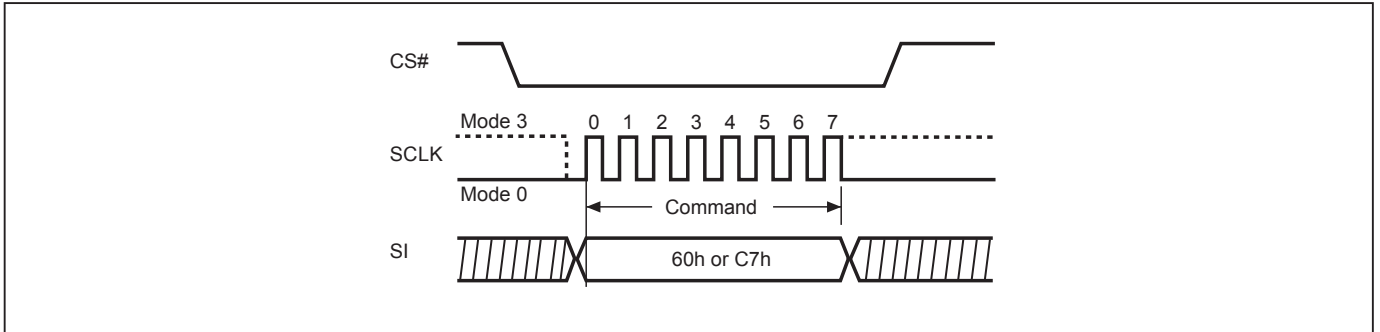 CS#
Mode 3
0 1 2 3 4 5 6 7
SCLK
Mode 0
Command
SI
60h or C7h